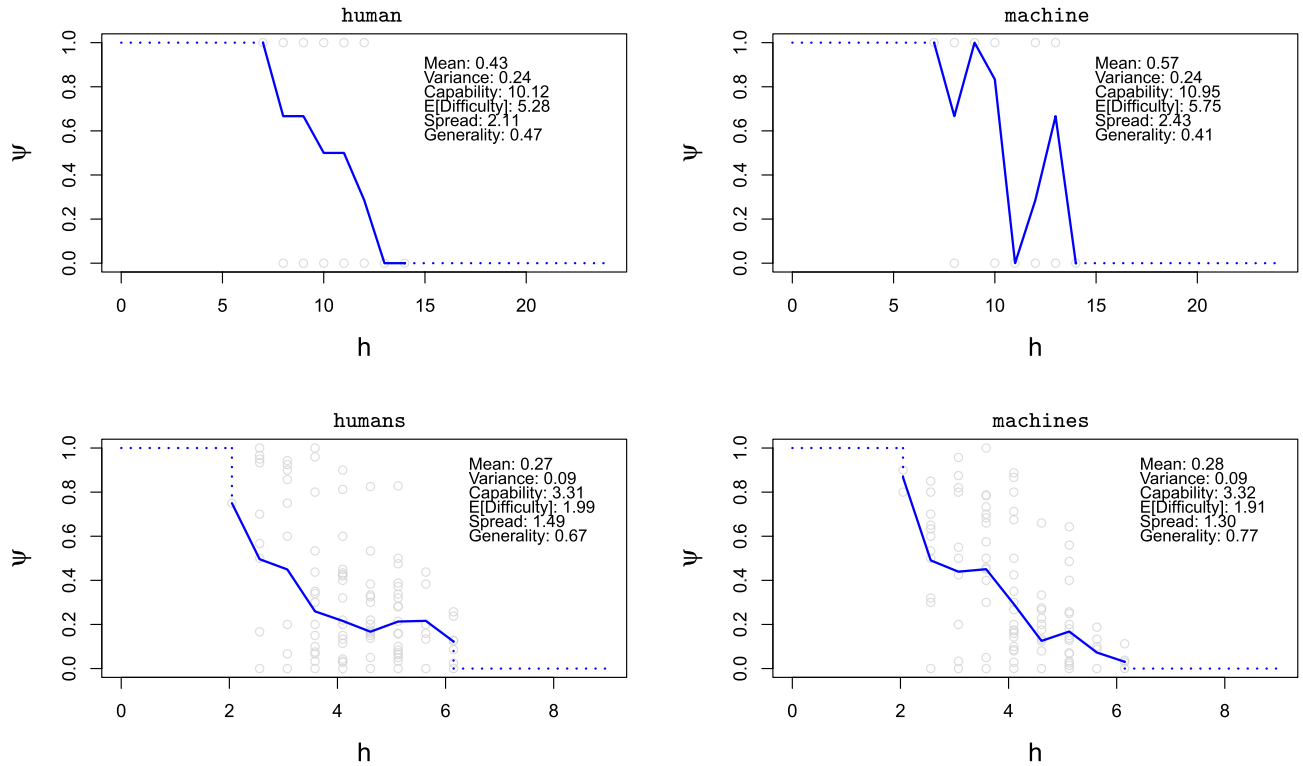 human
1.0
0.8
0.6
0.4
0.2
0.0
ψ
Mean: 0.43
Variance: 0.24
Capability: 10.12
E[Difficulty]: 5.28
Spread: 2.11
Generality: 0.47
0 5 10 15 20
h
machine
1.0
0.8
0.6
0.4
0.2
0.0
ψ
Mean: 0.57
Variance: 0.24
Capability: 10.95
E[Difficulty]: 5.75
Spread: 2.43
Generality: 0.41
0 5 10 15 20
h
humans
1.0
0.8
0.6
0.4
0.2
0.0
ψ
Mean: 0.27
Variance: 0.09
Capability: 3.31
E[Difficulty]: 1.99
Spread: 1.49
Generality: 0.67
0 2 4 6 8
h
machines
1.0
0.8
0.6
0.4
0.2
0.0
ψ
Mean: 0.28
Variance: 0.09
Capability: 3.32
E[Difficulty]: 1.91
Spread: 1.30
Generality: 0.77
0 2 4 6 8
h